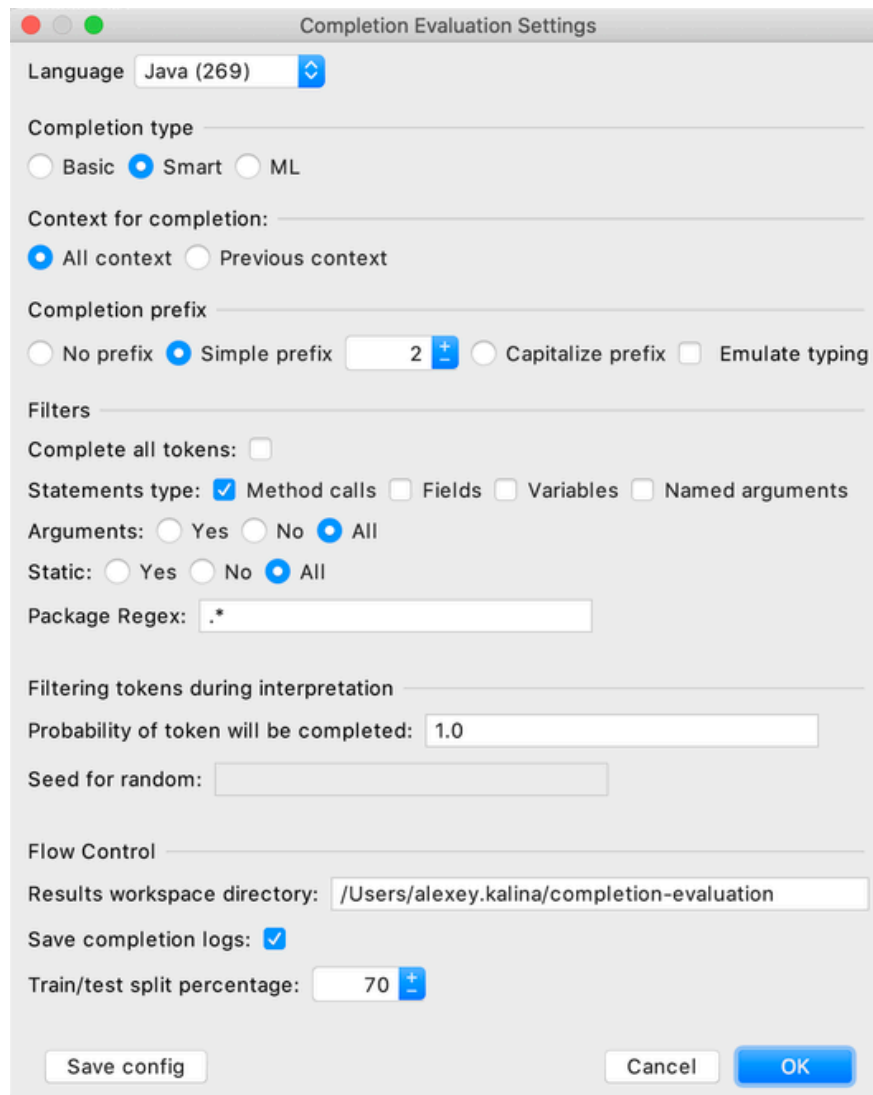 Completion Evaluation Settings
Language Java (269)
Completion type
Basic Smart ML
Context for completion:
All context Previous context
Completion prefix
No prefix Simple prefix 2 + - Capitalize prefix Emulate typing
Filters
Complete all tokens:
Statements type: Method calls Fields Variables Named arguments
Arguments: Yes No All
Static: Yes No All
Package Regex: .*
Filtering tokens during interpretation
Probability of token will be completed: 1.0
Seed for random:
Flow Control
Results workspace directory: /Users/alexey.kalina/completion-evaluation
Save completion logs:
Train/test split percentage: 70 + -
Save config Cancel OK